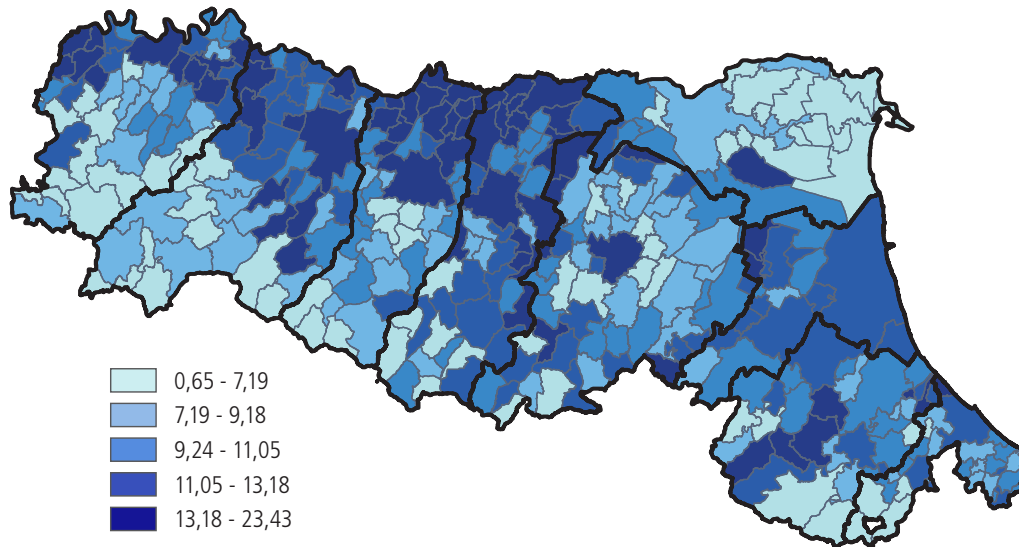 0,65 - 7,19
7,19 - 9,18
9,24 - 11,05
11,05 - 13,18
13,18 - 23,43